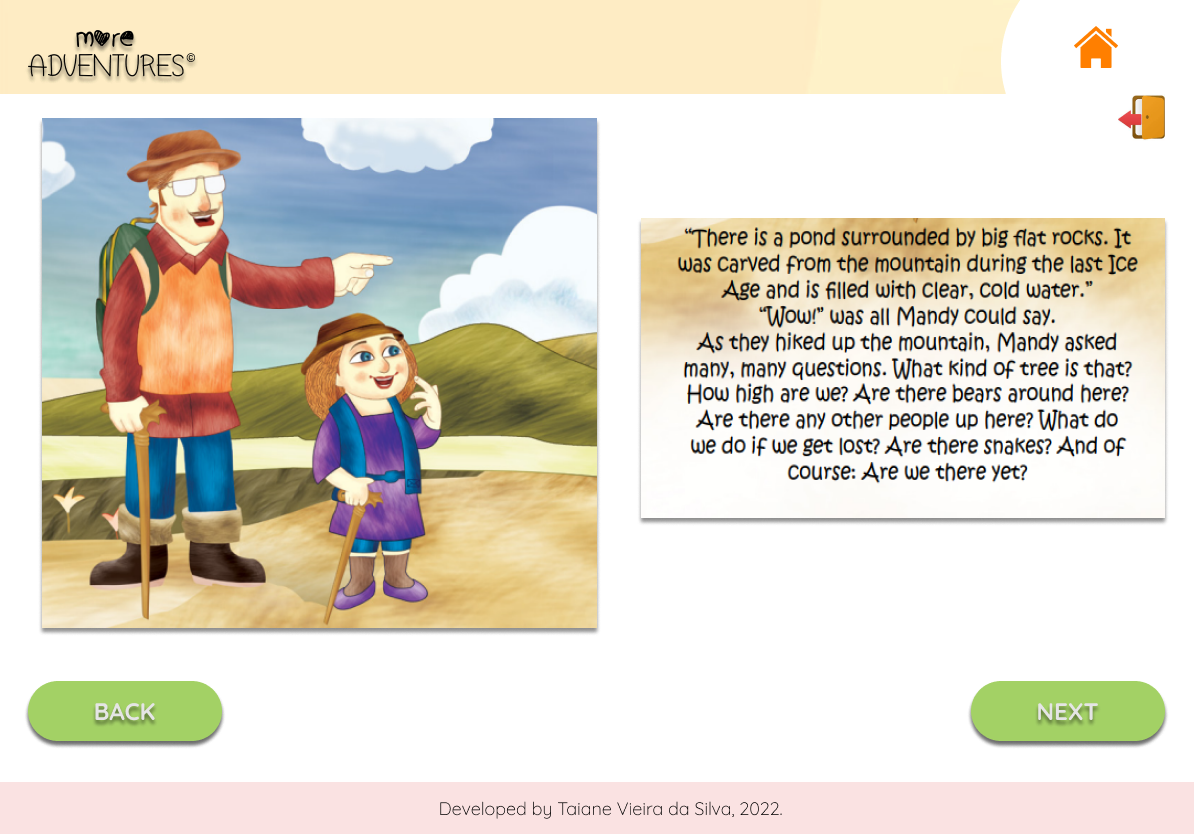 more
ADVENTURES©
“There is a pond surrounded by big flat rocks. It
was carved from the mountain during the last Ice
Age and is filled with clear, cold water.”
“Wow!” was all Mandy could say.
As they hiked up the mountain, Mandy asked
many, many questions. What kind of tree is that?
How high are we? Are there bears around here?
Are there any other people up here? What do
we do if we get lost? Are there snakes? And of
course: Are we there yet?
BACK
NEXT
Developed by Taiane Vieira da Silva, 2022.